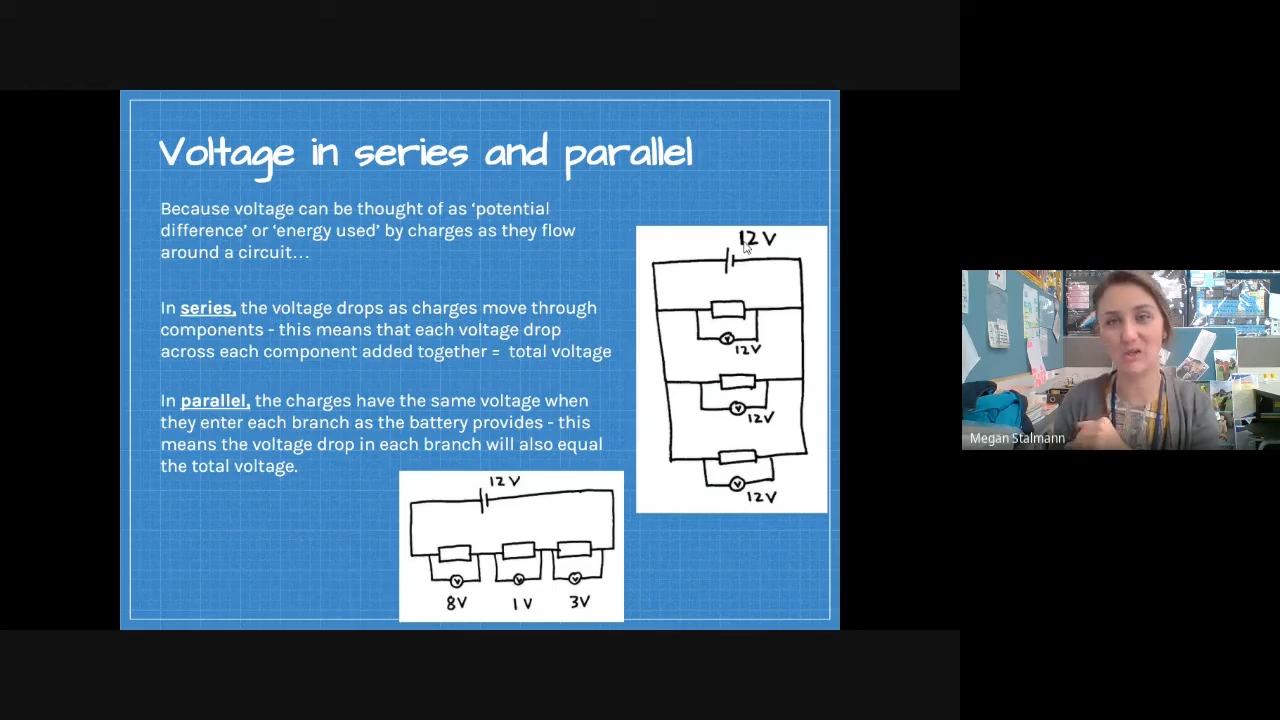 Voltage in series and parallel
Because voltage can be thought of as ‘potential
difference’ or ‘energy used’ by charges as they flow
around a circuit…
In series, the voltage drops as charges move through
components - this means that each voltage drop
across each component added together = total voltage
In parallel, the charges have the same voltage when
they enter each branch as the battery provides - this
means the voltage drop in each branch will also equal
the total voltage.
12 V
V
12V
V
12V
V
12V
12 V
V
V
V
8V
1V
3V
Megan Stalmann